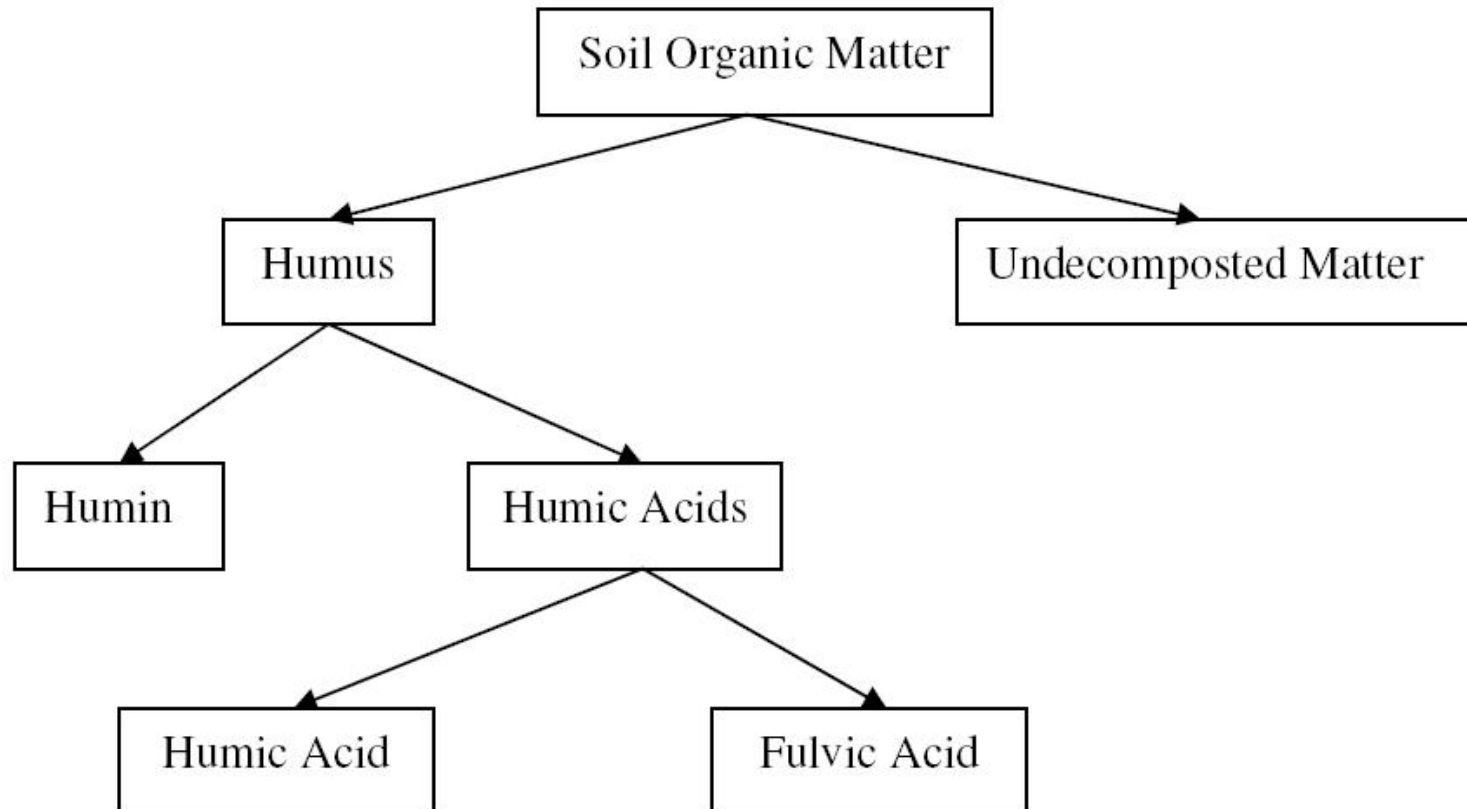 Soil Organic Matter
Humus
Undecomposted Matter
Humin
Humic Acids
Humic Acid
Fulvic Acid